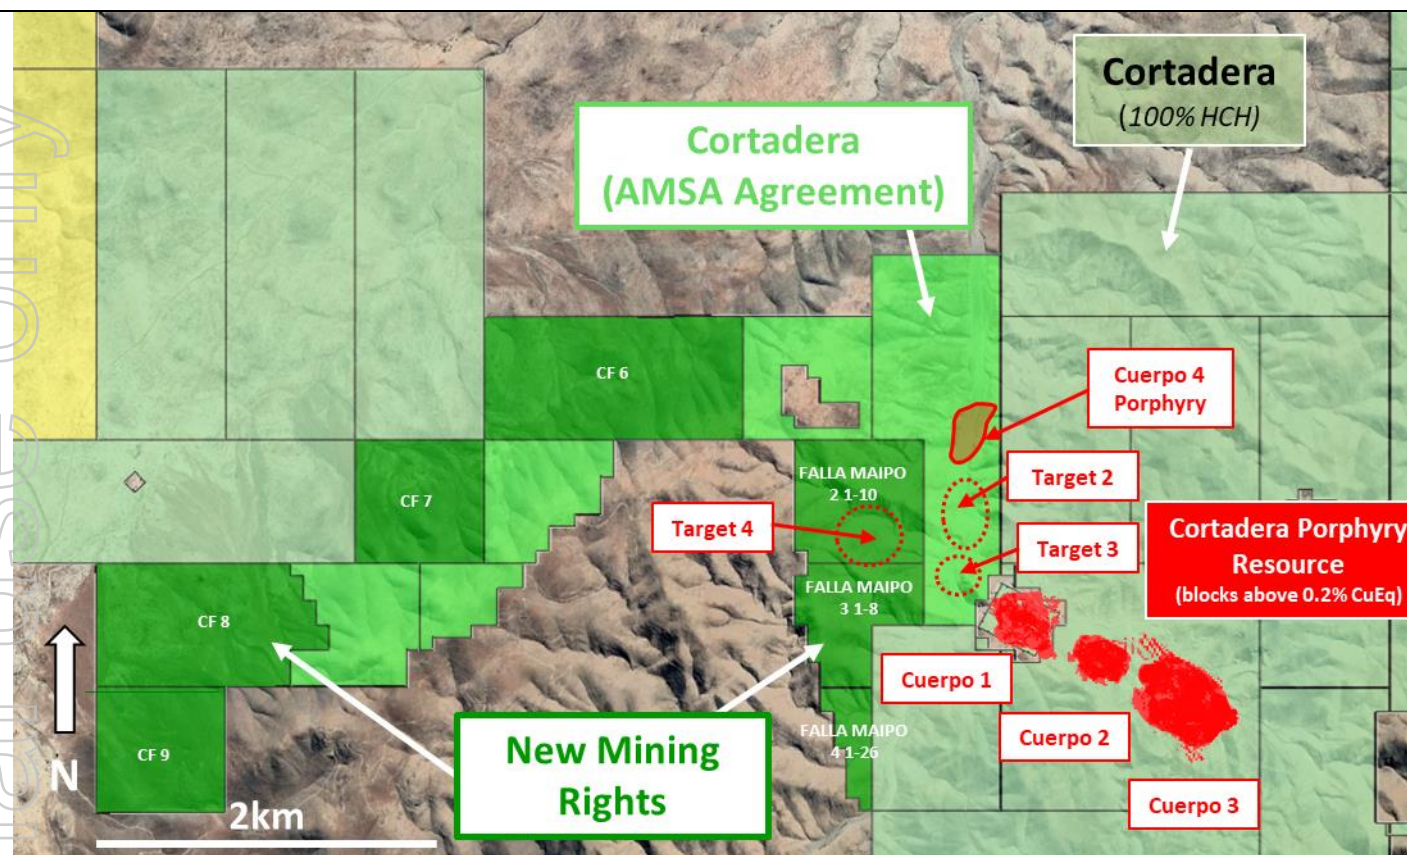 Cortadera
(100% HCH)
Cortadera
(AMSA Agreement)
CF 6
Cuerpo 4
Porphyry
FALLA MAIPO
2 1-10
Target 2
CF 7
Target 4
Target 3
Cortadera Porphyry
Resource
(blocks above 0.2% CuEq)
FALLA MAIPO
3 1-8
CF 8
Cuerpo 1
New Mining
Rights
FALLA MAIPO
4 1-26
Cuerpo 2
CF 9
N
Cuerpo 3
2km